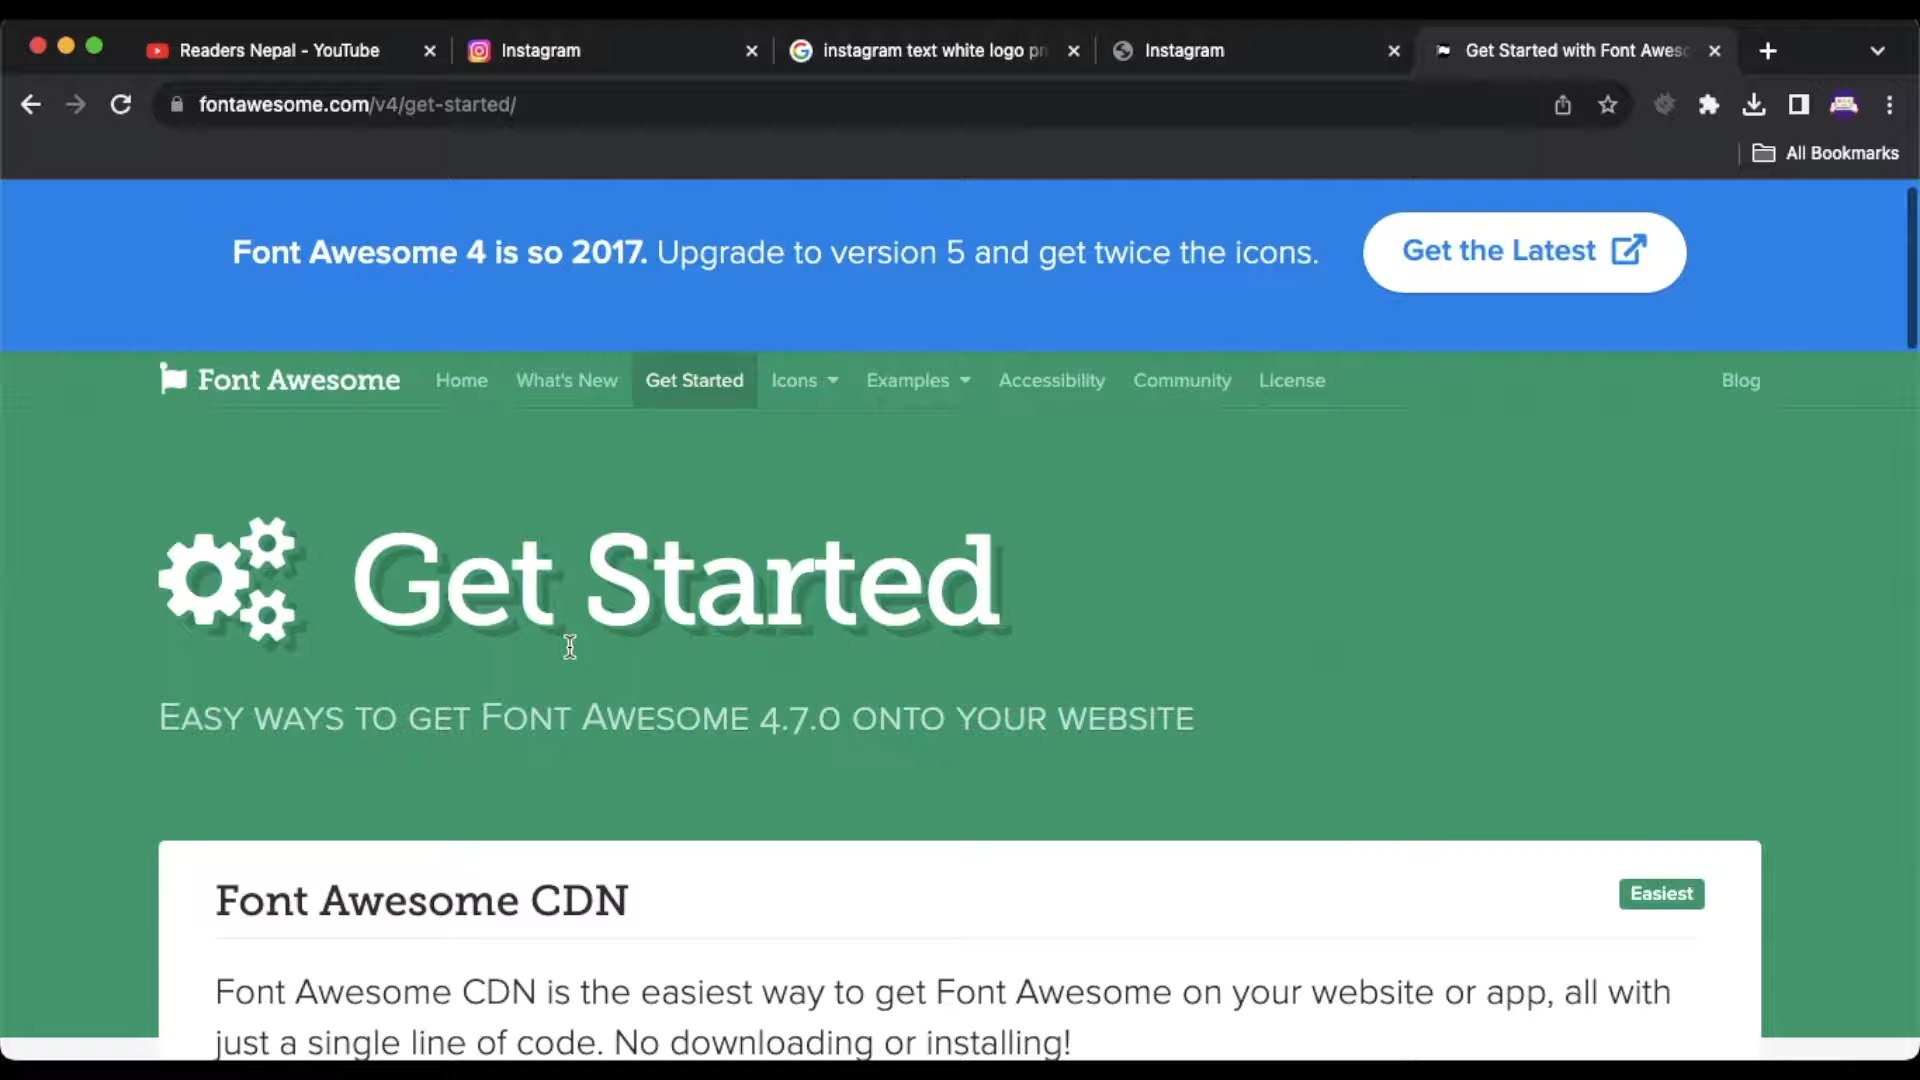 Readers Nepal - YouTube
Instagram
instagram text white logo pn
Instagram
Get Started with Font Aweso
fontawesome.com/v4/get-started/
All Bookmarks
Font Awesome 4 is so 2017. Upgrade to version 5 and get twice the icons.
Get the Latest
Font Awesome
Home
What's New
Get Started
Icons
Examples
Accessibility
Community
License
Blog
Get Started
EASY WAYS TO GET FONT AWESOME 4.7.0 ONTO YOUR WEBSITE
Font Awesome CDN
Easiest
Font Awesome CDN is the easiest way to get Font Awesome on your website or app, all with
just a single line of code. No downloading or installing!